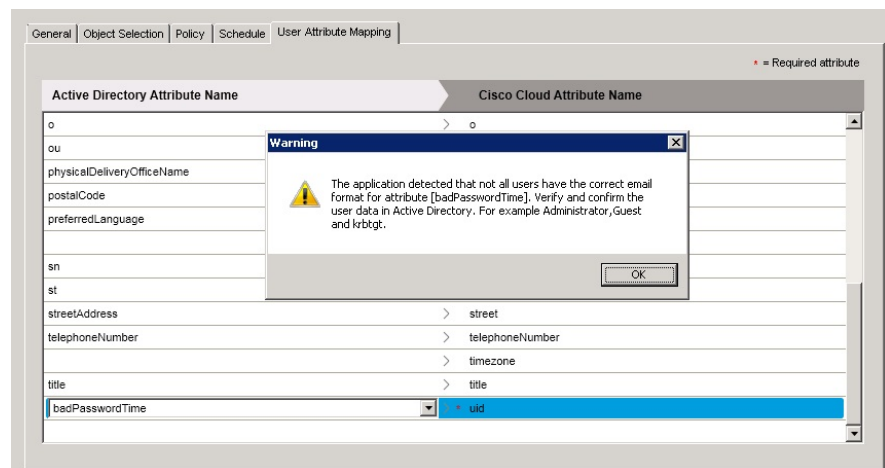 General Object Selection Policy Schedule User Attribute Mapping
* = Required attribute
Active Directory Attribute Name Cisco Cloud Attribute Name
o > o
ou
physicalDeliveryOfficeName
postalCode
preferredLanguage
sn
st
Warning
The application detected that not all users have the correct email
format for attribute [badPasswordTime]. Verify and confirm the
user data in Active Directory. For example Administrator,Guest
and krbtgt.
OK
streetAddress > street
telephoneNumber > telephoneNumber
> timezone
title > title
badPasswordTime > * uid